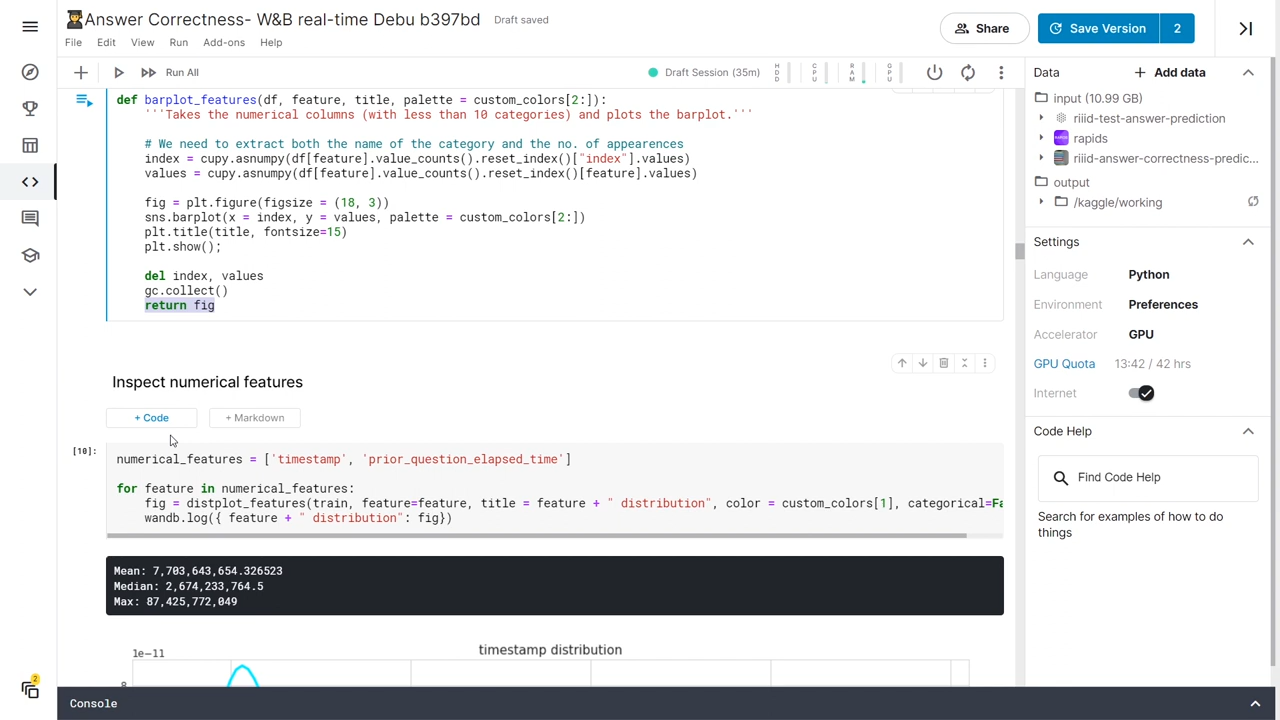 Answer Correctness- W&B real-time Debu b397bd
Draft saved
Share
Save Version
2
File Edit View Run Add-ons Help
Run All
Draft Session (35m)
HDD
CPU
RAM
GPU
def barplot_features(df, feature, title, palette = custom_colors[2:]):
'''Takes the numerical columns (with less than 10 categories) and plots the barplot.'''
# We need to extract both the name of the category and the no. of appearences
index = cupy.asnumpy(df[feature].value_counts().reset_index()["index"].values)
values = cupy.asnumpy(df[feature].value_counts().reset_index()[feature].values)
fig = plt.figure(figsize = (18, 3))
sns.barplot(x = index, y = values, palette = custom_colors[2:])
plt.title(title, fontsize=15)
plt.show();
del index, values
gc.collect()
return fig
Inspect numerical features
+ Code
+ Markdown
[10]:
numerical_features = ['timestamp', 'prior_question_elapsed_time']
for feature in numerical_features:
fig = distplot_features(train, feature=feature, title = feature + " distribution", color = custom_colors[1], categorical=Fa
wandb.log({ feature + " distribution": fig})
Mean: 7,703,643,654.326523
Median: 2,674,233,764.5
Max: 87,425,772,049
1e-11
timestamp distribution
Console
Data
Add data
input (10.99 GB)
riiid-test-answer-prediction
rapids
riiid-answer-correctness-predic...
output
/kaggle/working
Settings
Language Python
Environment Preferences
Accelerator GPU
GPU Quota 13:42 / 42 hrs
Internet
Code Help
Find Code Help
Search for examples of how to do
things
2